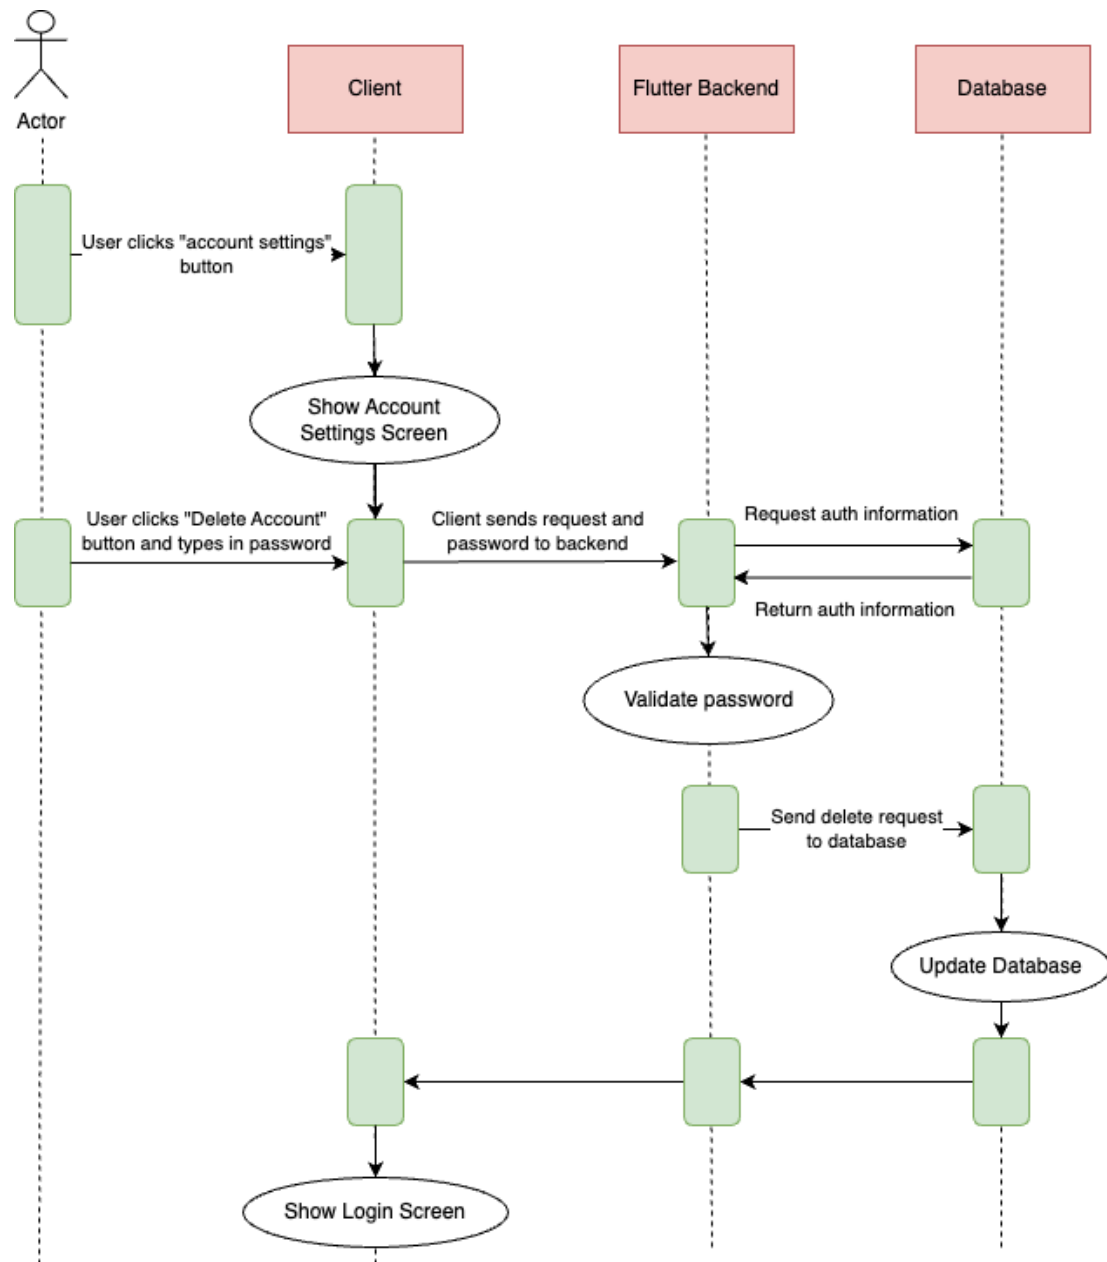 Actor
Client
Flutter Backend
Database
User clicks "account settings"
button
Show Account
Settings Screen
User clicks "Delete Account"
button and types in password
Client sends request and
password to backend
Request auth information
Return auth information
Validate password
Send delete request
to database
Update Database
Show Login Screen